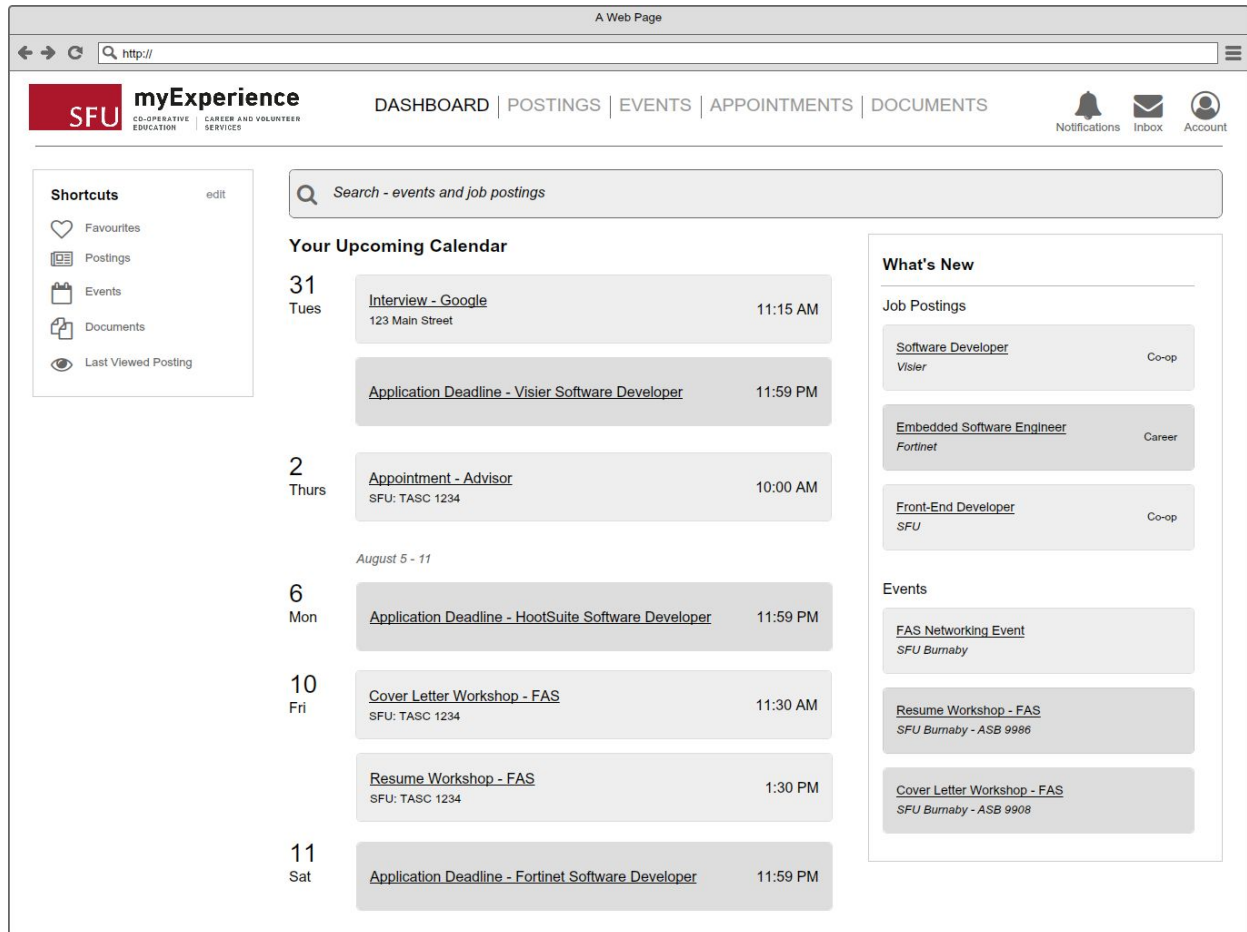 A Web Page
http://
SFU
myExperience
CO-OPERATIVE EDUCATION | CAREER AND VOLUNTEER SERVICES
DASHBOARD | POSTINGS | EVENTS | APPOINTMENTS | DOCUMENTS
Notifications Inbox Account
Shortcuts edit
Favourites
Postings
Events
Documents
Last Viewed Posting
Search - events and job postings
Your Upcoming Calendar
31
Tues
Interview - Google
123 Main Street
11:15 AM
Application Deadline - Visier Software Developer 11:59 PM
2
Thurs
Appointment - Advisor
SFU: TASC 1234
10:00 AM
August 5 - 11
6
Mon
Application Deadline - HootSuite Software Developer 11:59 PM
10
Fri
Cover Letter Workshop - FAS
SFU: TASC 1234
11:30 AM
Resume Workshop - FAS
SFU: TASC 1234
1:30 PM
11
Sat
Application Deadline - Fortinet Software Developer 11:59 PM
What's New
Job Postings
Software Developer
Visier
Co-op
Embedded Software Engineer
Fortinet
Career
Front-End Developer
SFU
Co-op
Events
FAS Networking Event
SFU Burnaby
Resume Workshop - FAS
SFU Burnaby - ASB 9986
Cover Letter Workshop - FAS
SFU Burnaby - ASB 9908